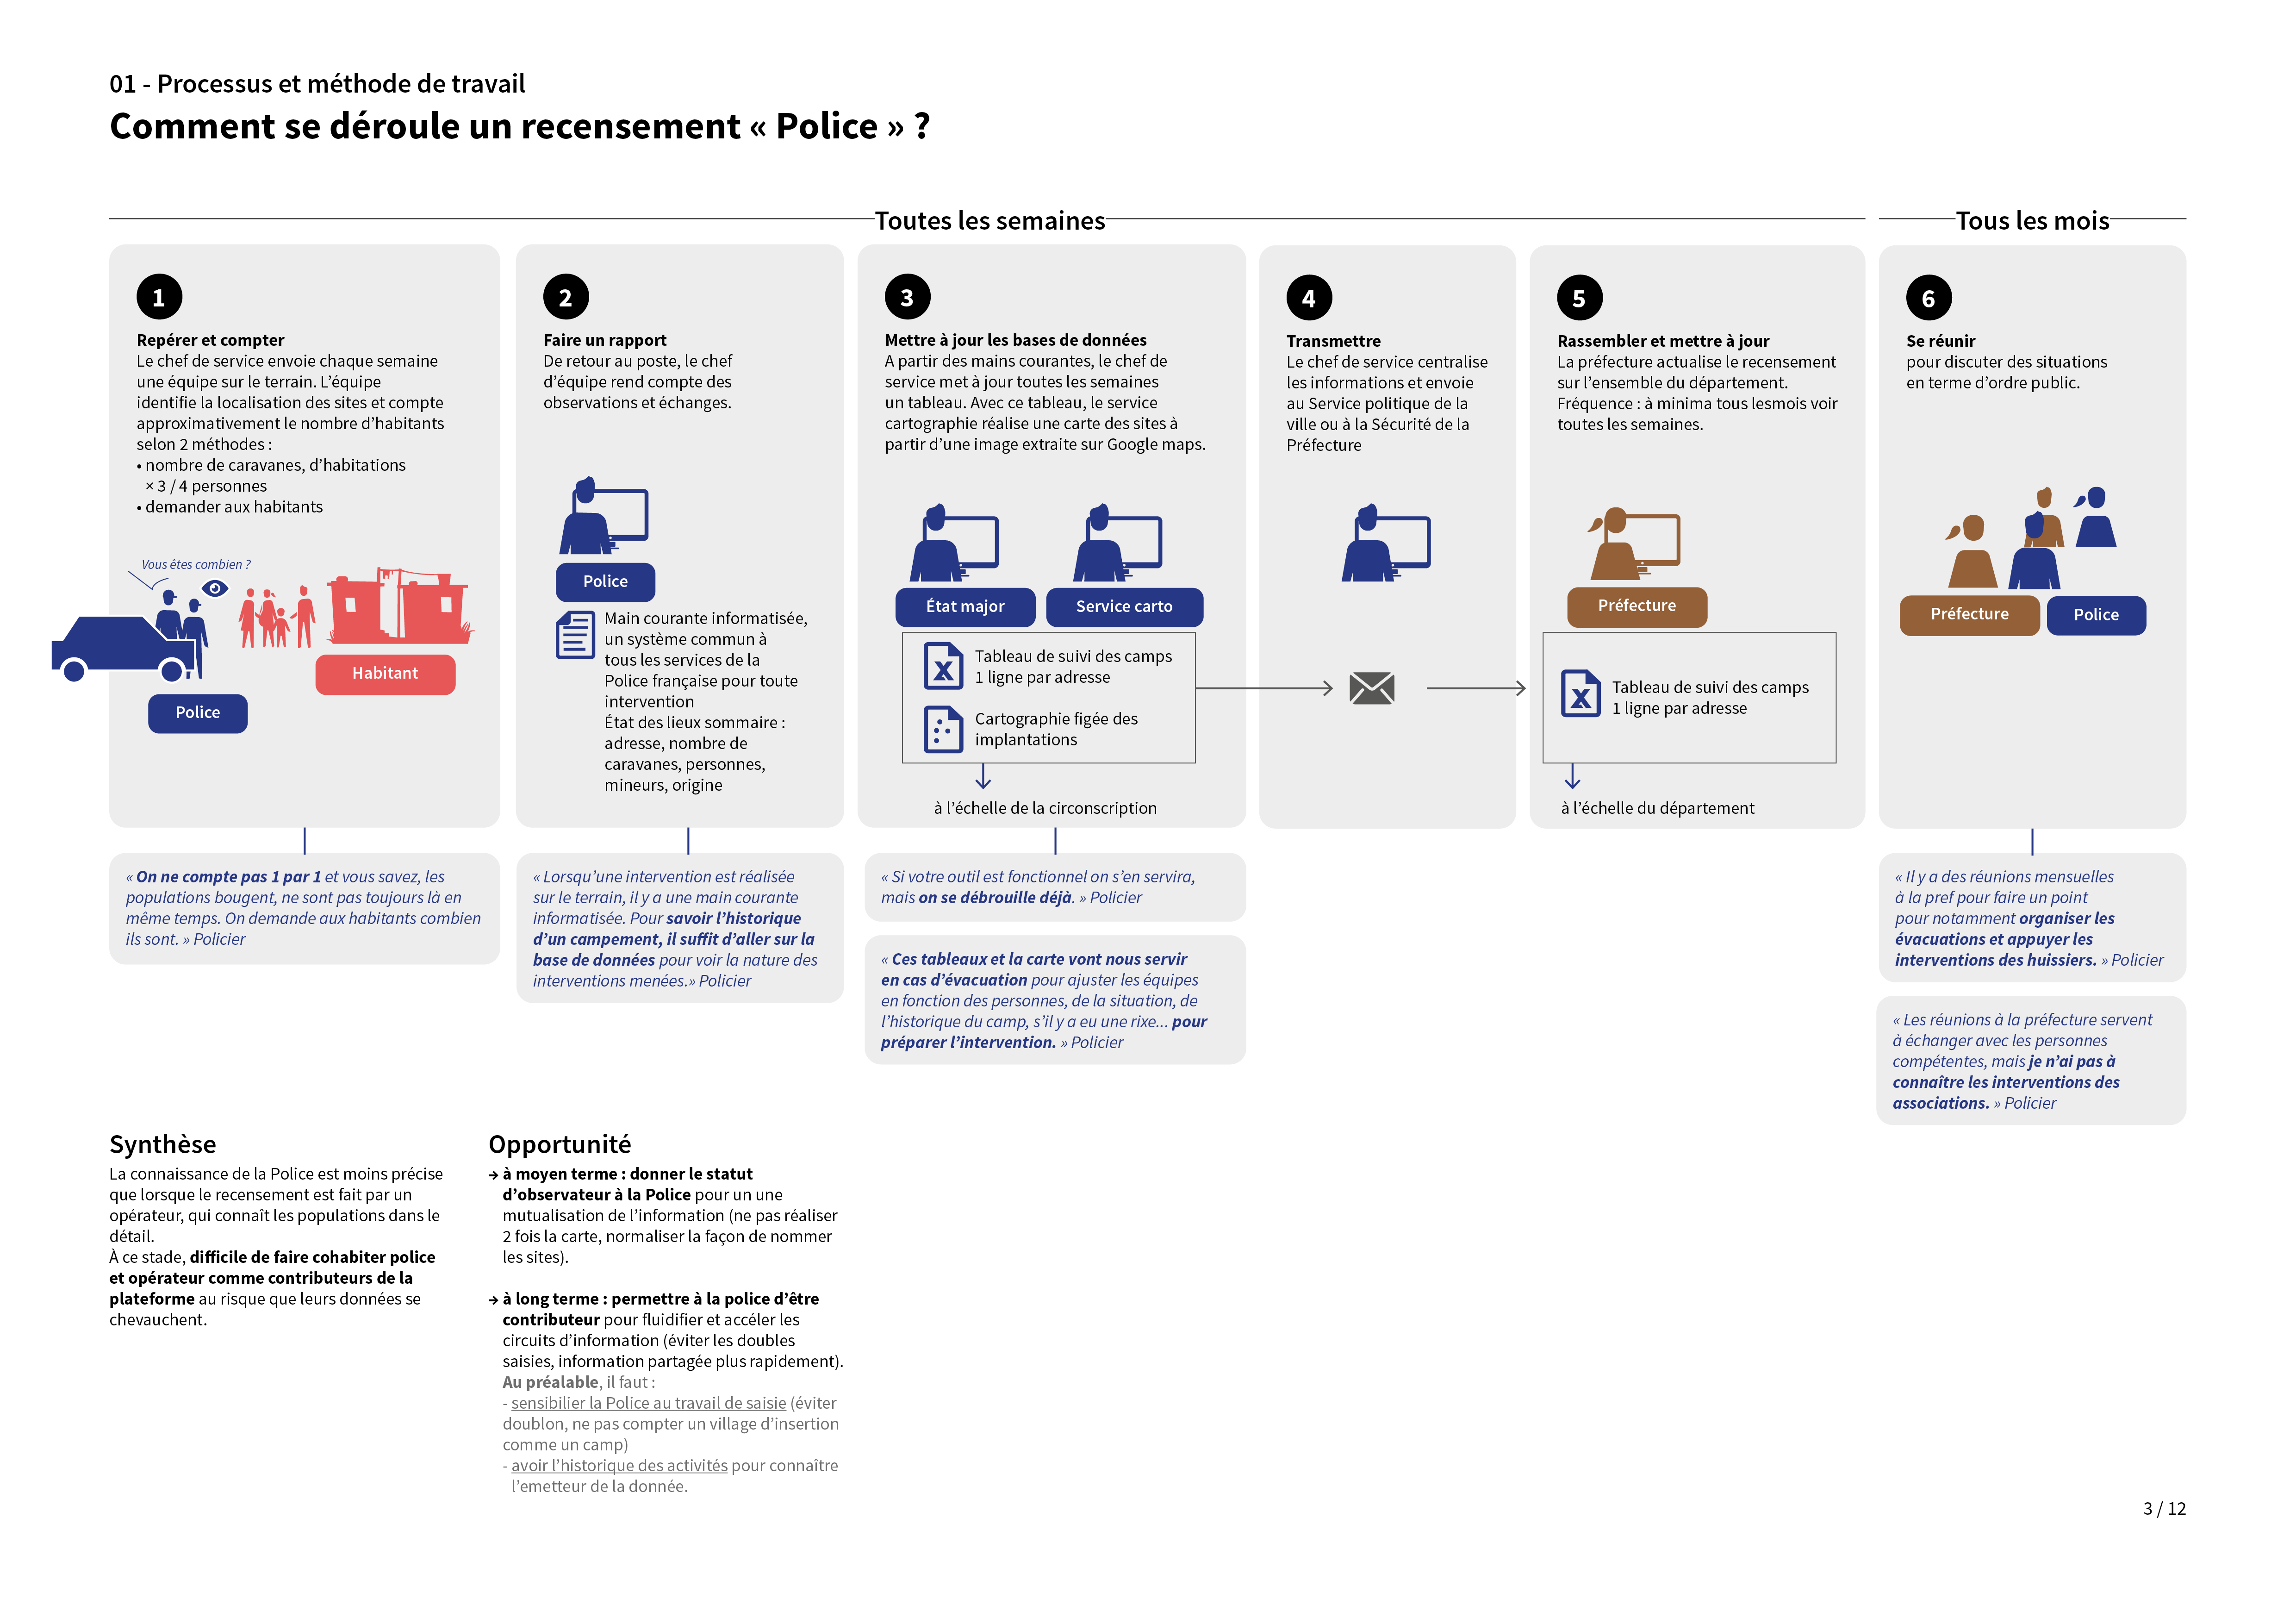 01 - Processus et méthode de travail
Comment se déroule un recensement « Police » ?
Toutes les semaines
Tous les mois
1
Repérer et compter
Le chef de service envoie chaque semaine
une équipe sur le terrain. L’équipe
identifie la localisation des sites et compte
approximativement le nombre d’habitants
selon 2 méthodes :
• nombre de caravanes, d’habitations
× 3 / 4 personnes
• demander aux habitants
Vous êtes combien ?
Habitant
Police
« On ne compte pas 1 par 1 et vous savez, les
populations bougent, ne sont pas toujours là en
même temps. On demande aux habitants combien
ils sont. » Policier
2
Faire un rapport
De retour au poste, le chef
d’équipe rend compte des
observations et échanges.
Police
Main courante informatisée,
un système commun à
tous les services de la
Police française pour toute
intervention
État des lieux sommaire :
adresse, nombre de
caravanes, personnes,
mineurs, origine
« Lorsqu’une intervention est réalisée
sur le terrain, il y a une main courante
informatisée. Pour savoir l’historique
d’un campement, il suffit d’aller sur la
base de données pour voir la nature des
interventions menées.» Policier
3
Mettre à jour les bases de données
A partir des mains courantes, le chef de
service met à jour toutes les semaines
un tableau. Avec ce tableau, le service
cartographie réalise une carte des sites à
partir d’une image extraite sur Google maps.
État major
Service carto
Tableau de suivi des camps
1 ligne par adresse
Cartographie figée des
implantations
à l’échelle de la circonscription
« Si votre outil est fonctionnel on s’en servira,
mais on se débrouille déjà. » Policier
« Ces tableaux et la carte vont nous servir
en cas d’évacuation pour ajuster les équipes
en fonction des personnes, de la situation, de
l’historique du camp, s’il y a eu une rixe... pour
préparer l’intervention. » Policier
4
Transmettre
Le chef de service centralise
les informations et envoie
au Service politique de la
ville ou à la Sécurité de la
Préfecture
5
Rassembler et mettre à jour
La préfecture actualise le recensement
sur l’ensemble du département.
Fréquence : à minima tous lesmois voir
toutes les semaines.
Préfecture
Tableau de suivi des camps
1 ligne par adresse
à l’échelle du département
6
Se réunir
pour discuter des situations
en terme d’ordre public.
Préfecture
Police
« Il y a des réunions mensuelles
à la pref pour faire un point
pour notamment organiser les
évacuations et appuyer les
interventions des huissiers. » Policier
« Les réunions à la préfecture servent
à échanger avec les personnes
compétentes, mais je n’ai pas à
connaître les interventions des
associations. » Policier
Synthèse
La connaissance de la Police est moins précise
que lorsque le recensement est fait par un
opérateur, qui connaît les populations dans le
détail.
À ce stade, difficile de faire cohabiter police
et opérateur comme contributeurs de la
plateforme au risque que leurs données se
chevauchent.
Opportunité
→ à moyen terme : donner le statut
d’observateur à la Police pour un une
mutualisation de l’information (ne pas réaliser
2 fois la carte, normaliser la façon de nommer
les sites).
→ à long terme : permettre à la police d’être
contributeur pour fluidifier et accéler les
circuits d’information (éviter les doubles
saisies, information partagée plus rapidement).
Au préalable, il faut :
- sensibilier la Police au travail de saisie (éviter
doublon, ne pas compter un village d’insertion
comme un camp)
- avoir l’historique des activités pour connaître
l’emetteur de la donnée.
3 / 12